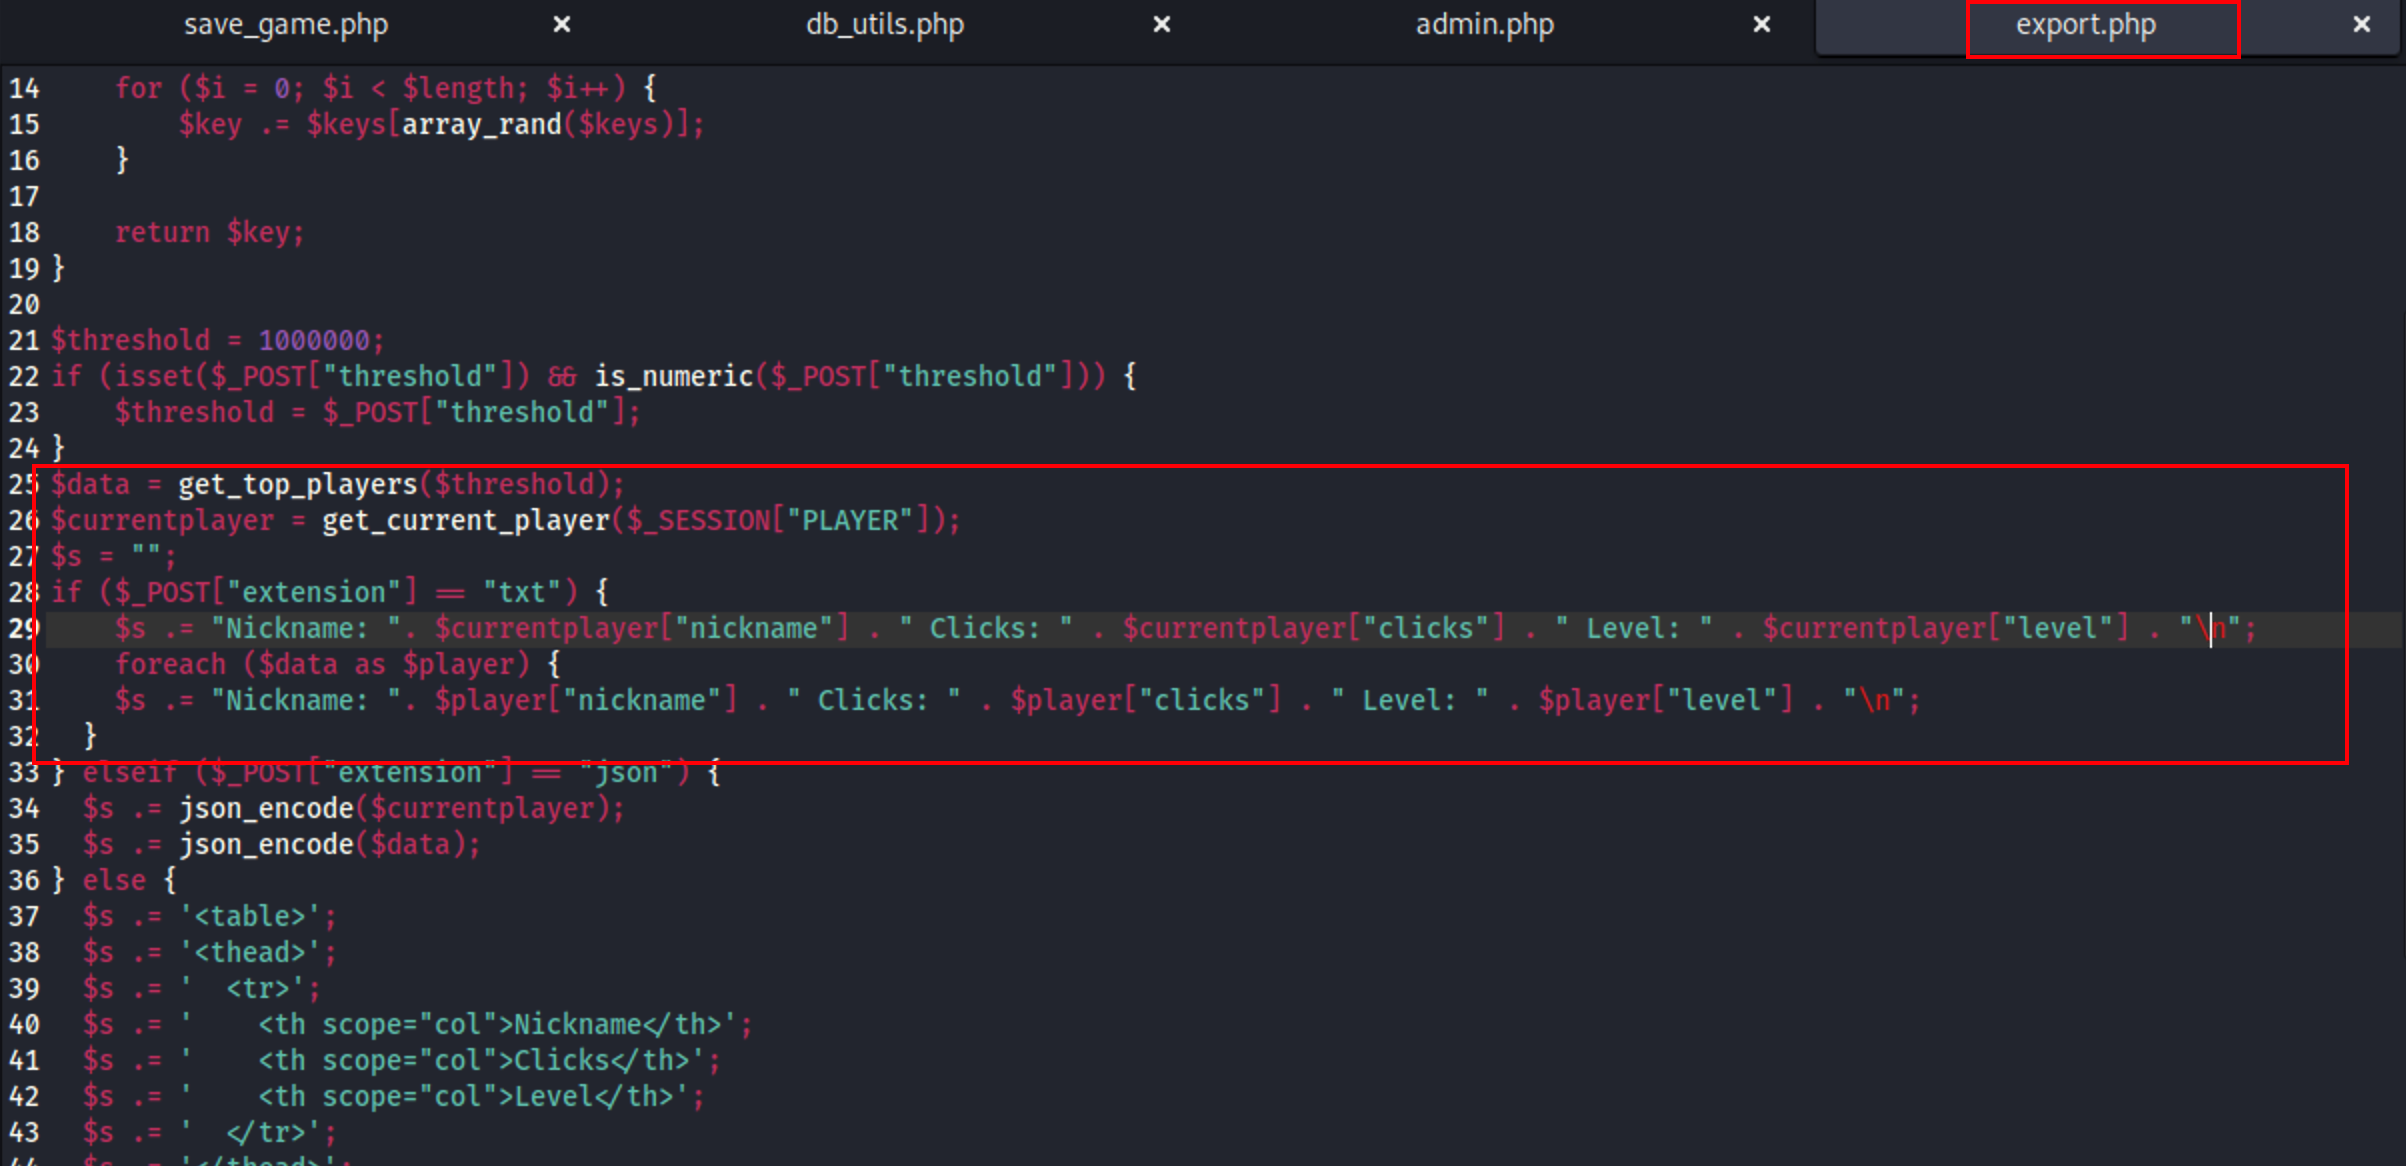 save_game.php × db_utils.php × admin.php × export.php ×
14     for ($i = 0; $i < $length; $i++) {
15         $key .= $keys[array_rand($keys)];
16     }
17
18     return $key;
19 }
20
21 $threshold = 1000000;
22 if (isset($_POST["threshold"]) && is_numeric($_POST["threshold"])) {
23     $threshold = $_POST["threshold"];
24 }
25 $data = get_top_players($threshold);
26 $currentplayer = get_current_player($_SESSION["PLAYER"]);
27 $s = "";
28 if ($_POST["extension"] == "txt") {
29     $s .= "Nickname: ". $currentplayer["nickname"] . " Clicks: " . $currentplayer["clicks"] . " Level: " . $currentplayer["level"] . "\n";
30     foreach ($data as $player) {
31     $s .= "Nickname: ". $player["nickname"] . " Clicks: " . $player["clicks"] . " Level: " . $player["level"] . "\n";
32   }
33 } elseif ($_POST["extension"] == "json") {
34   $s .= json_encode($currentplayer);
35   $s .= json_encode($data);
36 } else {
37   $s .= '<table>';
38   $s .= '<thead>';
39   $s .= '  <tr>';
40   $s .= '    <th scope="col">Nickname</th>';
41   $s .= '    <th scope="col">Clicks</th>';
42   $s .= '    <th scope="col">Level</th>';
43   $s .= '  </tr>';
44   $s .= '</thead>';